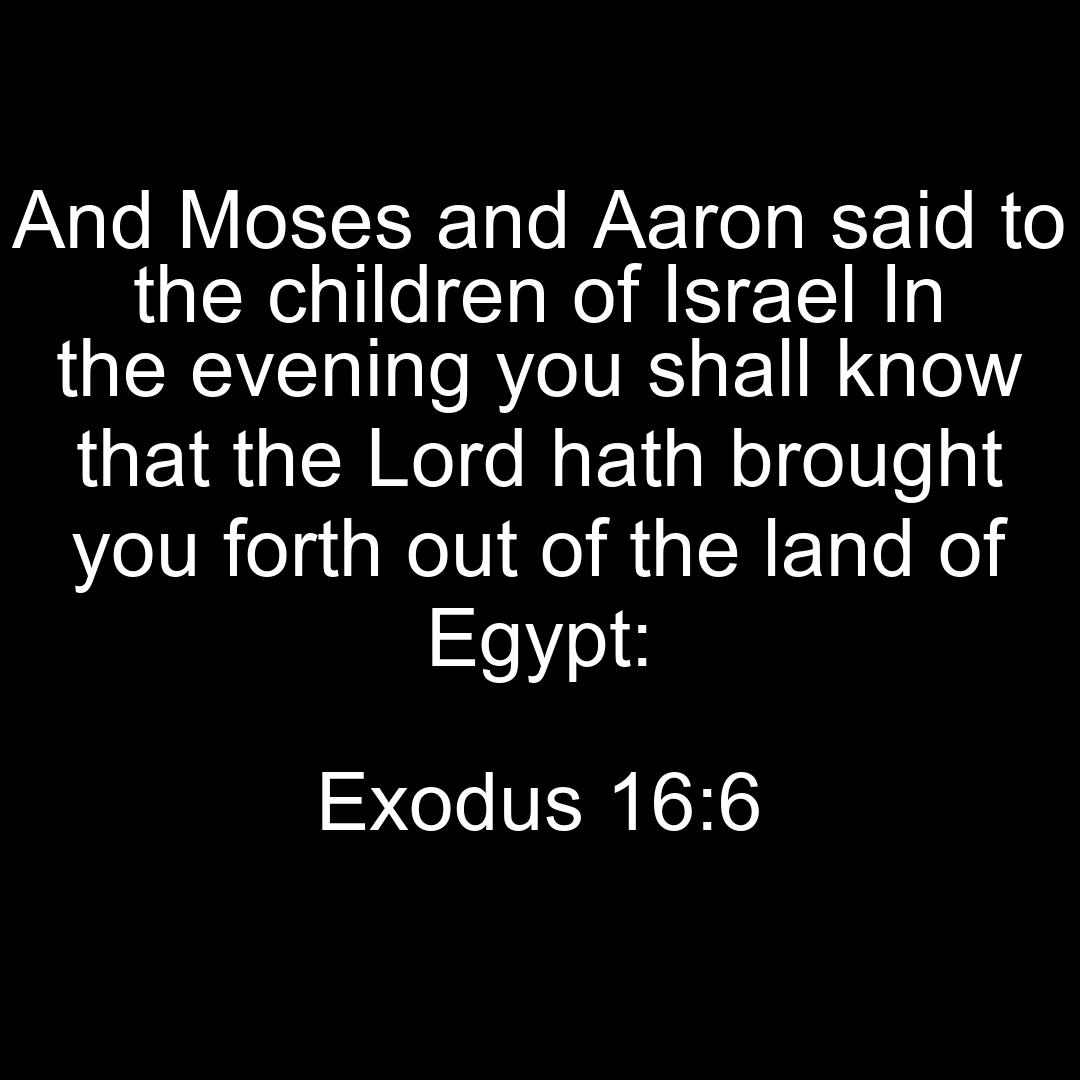 And Moses and Aaron said to
the children of Israel In
the evening you shall know
that the Lord hath brought
you forth out of the land of
Egypt:
Exodus 16:6